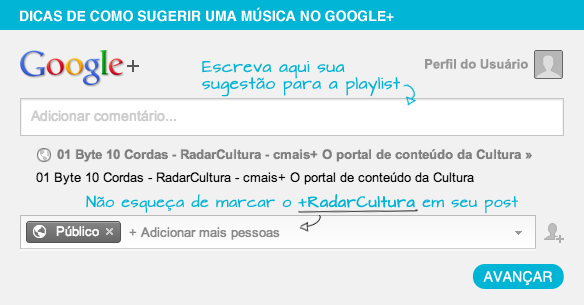 DICAS DE COMO SUGERIR UMA MÚSICA NO GOOGLE+
Google+
Escreva aqui sua
sugestão para a playlist
Perfil do Usuário
Adicionar comentário...
01 Byte 10 Cordas - RadarCultura - cmais+ O portal de conteúdo da Cultura »
01 Byte 10 Cordas - RadarCultura - cmais+ O portal de conteúdo da Cultura
Não esqueça de marcar o +RadarCultura em seu post
Público × + Adicionar mais pessoas
AVANÇAR